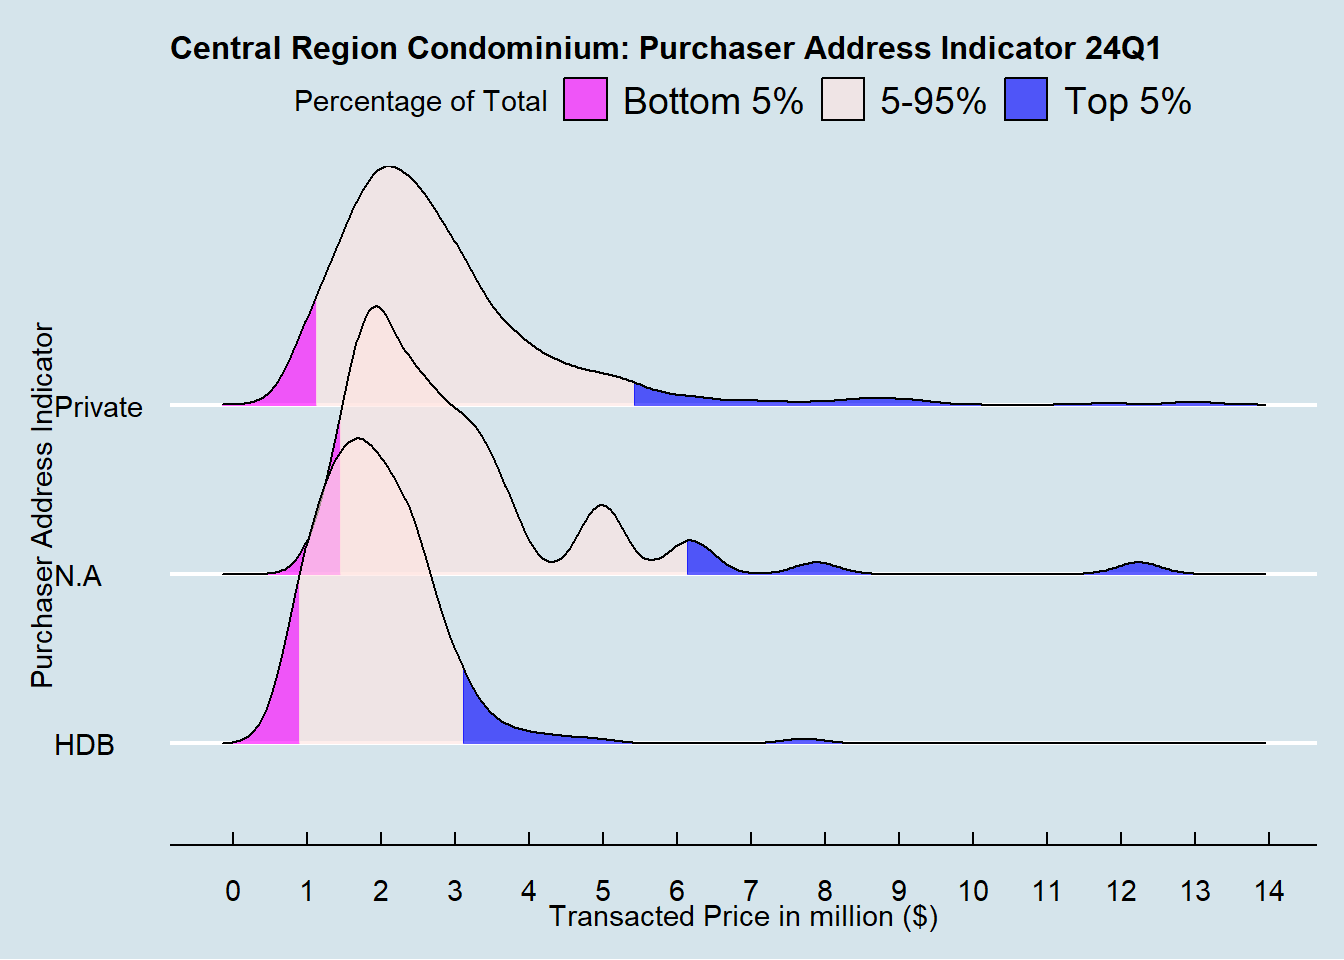 Central Region Condominium: Purchaser Address Indicator 24Q1
Percentage of Total Bottom 5% 5-95% Top 5%
Purchaser Address Indicator
Private
N.A
HDB
0 1 2 3 4 5 6 7 8 9 10 11 12 13 14
Transacted Price in million ($)